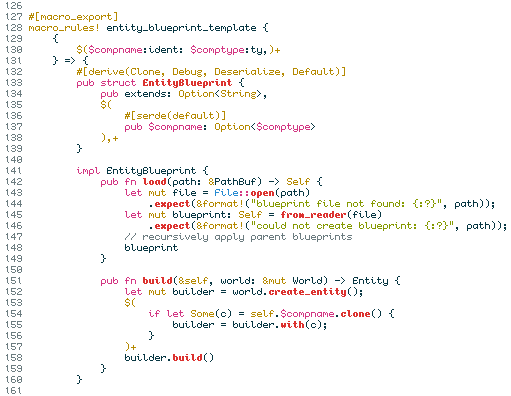 126
127 #[macro_export]
128 macro_rules! entity_blueprint_template {
129     {
130         $($compname:ident: $comptype:ty,)+
131     } => {
132         #[derive(Clone, Debug, Deserialize, Default)]
133         pub struct EntityBlueprint {
134             pub extends: Option<String>,
135             $(
136                 #[serde(default)]
137                 pub $compname: Option<$comptype>
138             ),+
139         }
140
141         impl EntityBlueprint {
142             pub fn load(path: &PathBuf) -> Self {
143                 let mut file = File::open(path)
144                     .expect(&format!("blueprint file not found: {:?}", path));
145                 let mut blueprint: Self = from_reader(file)
146                     .expect(&format!("could not create blueprint: {:?}", path));
147                 // recursively apply parent blueprints
148                 blueprint
149             }
150
151             pub fn build(&self, world: &mut World) -> Entity {
152                 let mut builder = world.create_entity();
153                 $(
154                     if let Some(c) = self.$compname.clone() {
155                         builder = builder.with(c);
156                     }
157                 )+
158                 builder.build()
159             }
160         }
161